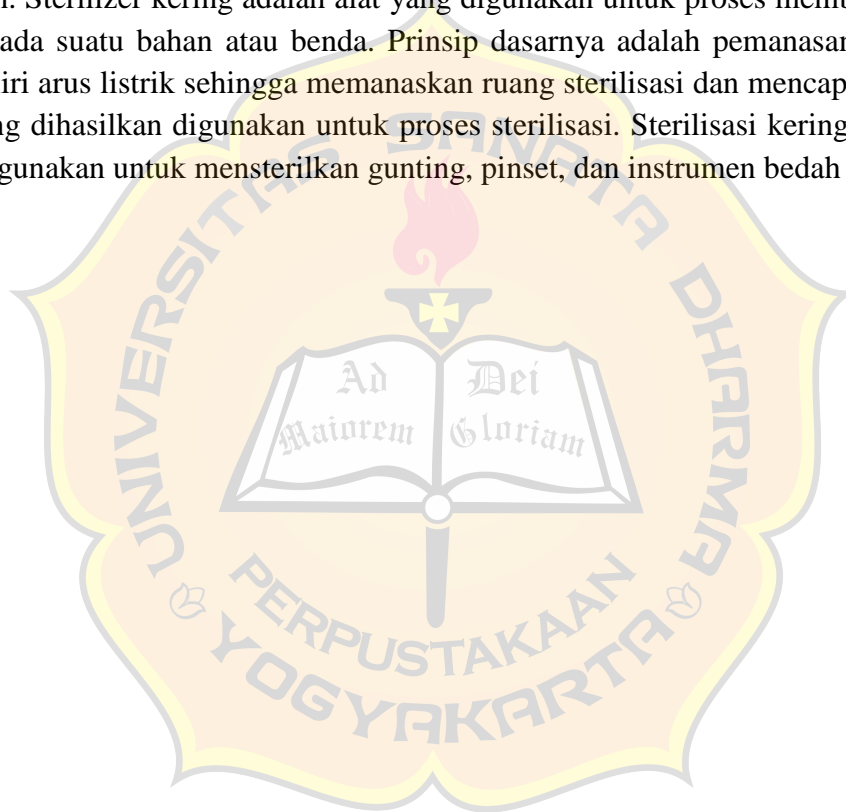 . Sterilizer kering adalah alat yang digunakan untuk proses
ada suatu bahan atau benda. Prinsip dasarnya adalah pemanasan
iri arus listrik sehingga memanaskan ruang sterilisasi dan
ng dihasilkan digunakan untuk proses sterilisasi. Sterilisasi kering
gunakan untuk mensterilkan gunting, pinset, dan instrumen bedah
UNIVERSITAS SANATA DHARMA
Ad Dei
Maiorem Gloriam
PERPUSTAKAAN
YOGYAKARTA